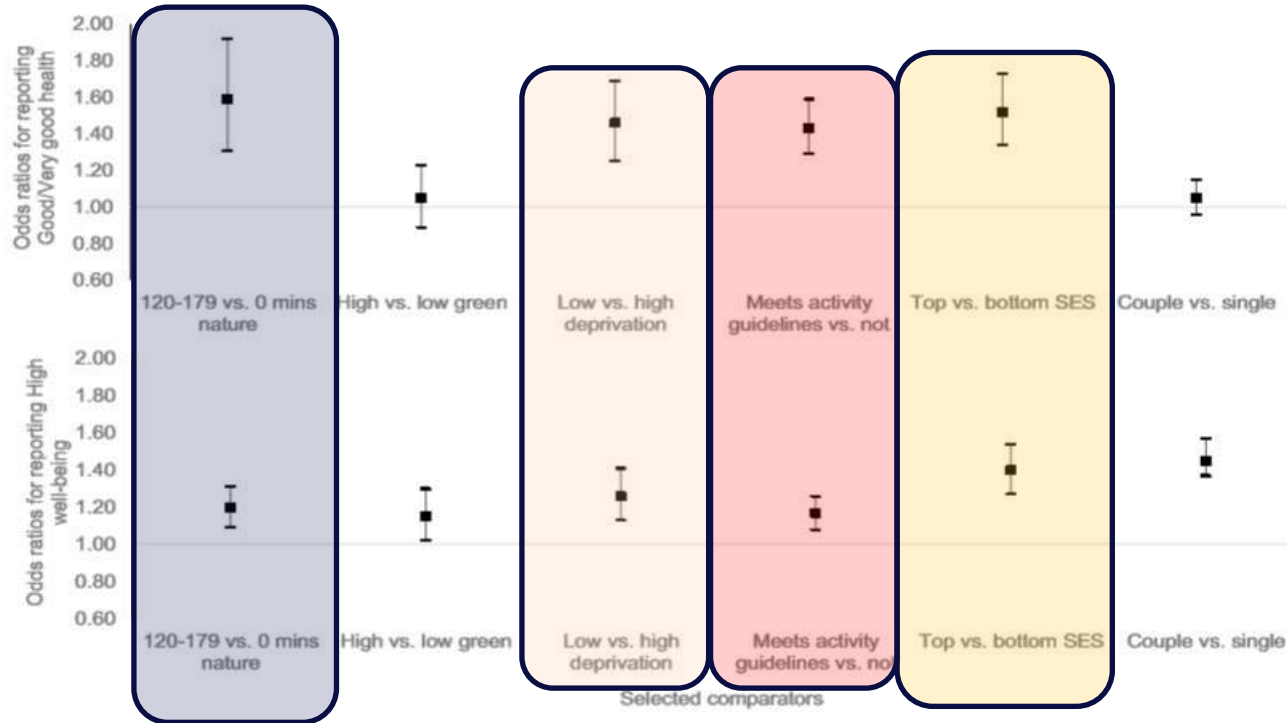 Odds ratios for reporting
Good/Very good health
2.00
1.80
1.60
1.40
1.20
1.00
0.80
0.60
120-179 vs. 0 mins
nature
High vs. low green
Low vs. high
deprivation
Meets activity
guidelines vs. not
Top vs. bottom SES
Couple vs. single
Odds ratios for reporting High
well-being
2.00
1.80
1.60
1.40
1.20
1.00
0.80
0.60
120-179 vs. 0 mins
nature
High vs. low green
Low vs. high
deprivation
Meets activity
guidelines vs. not
Top vs. bottom SES
Couple vs. single
Selected comparators